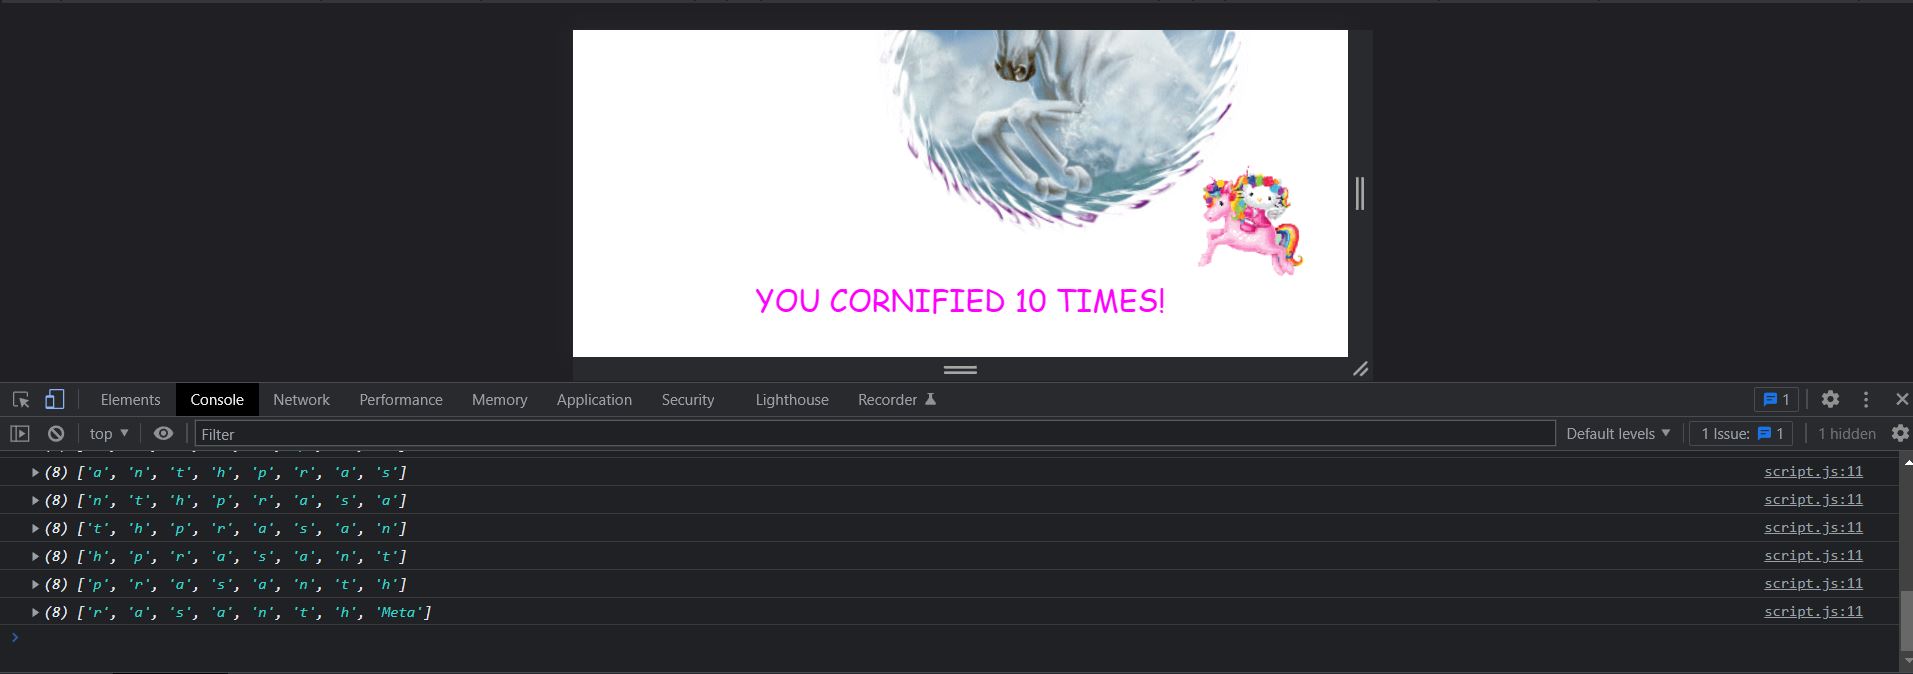 YOU CORNIFIED 10 TIMES!
Elements Console Network Performance Memory Application Security Lighthouse Recorder 1
top Filter Default levels 1 Issue: 1 1 hidden
(8) ['a', 'n', 't', 'h', 'p', 'r', 'a', 's'] script.js:11
(8) ['n', 't', 'h', 'p', 'r', 'a', 's', 'a'] script.js:11
(8) ['t', 'h', 'p', 'r', 'a', 's', 'a', 'n'] script.js:11
(8) ['h', 'p', 'r', 'a', 's', 'a', 'n', 't'] script.js:11
(8) ['p', 'r', 'a', 's', 'a', 'n', 't', 'h'] script.js:11
(8) ['r', 'a', 's', 'a', 'n', 't', 'h', 'Meta'] script.js:11